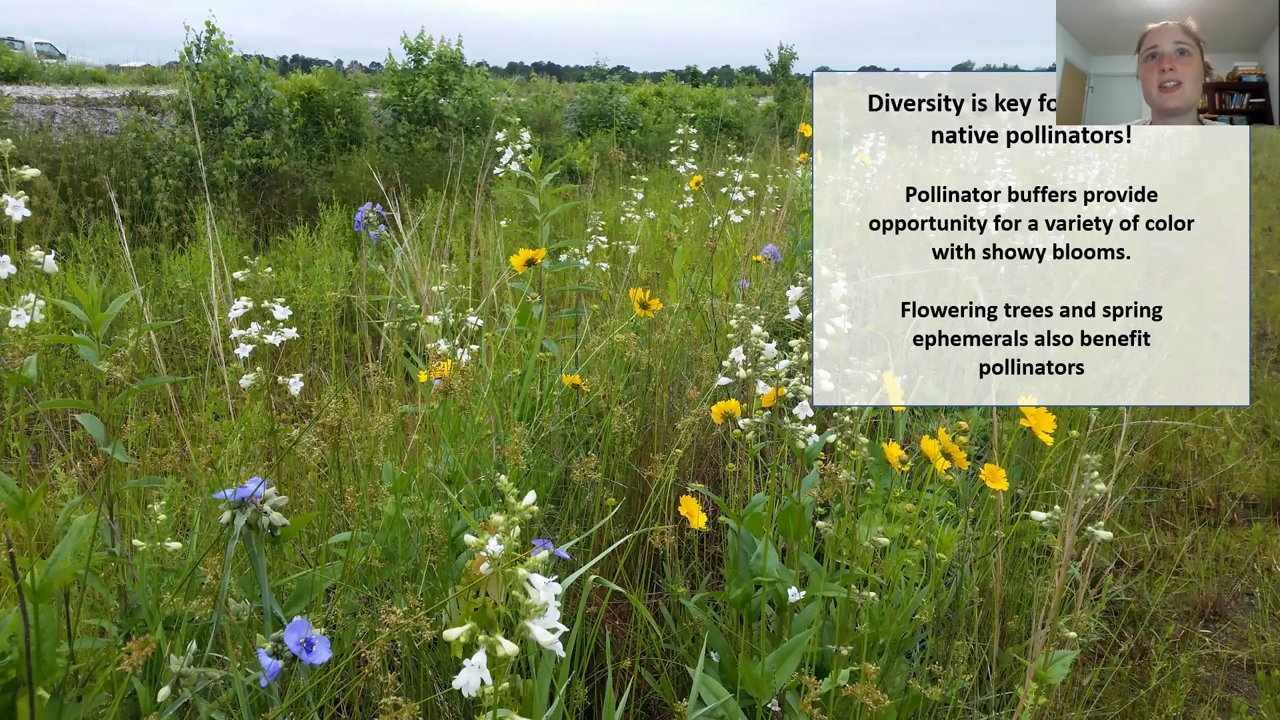 Diversity is key
native pollinators!
Pollinator buffers provide
opportunity for a variety of color
with showy blooms.
Flowering trees and spring
ephemerals also benefit
pollinators